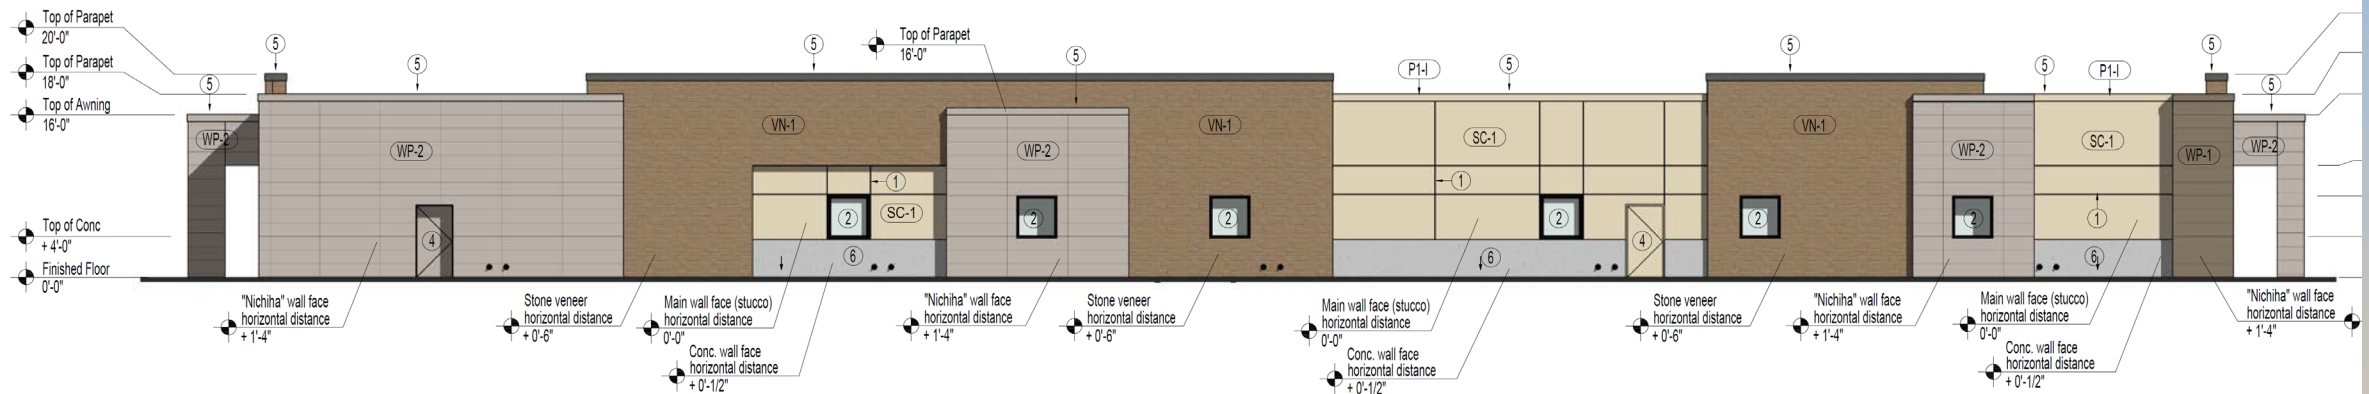 Top of Parapet
20'-0"
Top of Parapet
18'-0"
Top of Awning
16'-0"
Top of Conc
+ 4'-0"
Finished Floor
0'-0"
5
5
5
5
Top of Parapet
16'-0"
5
P1-I
5
5
5
P1-I
5
5
WP-2
WP-2
VN-1
WP-2
VN-1
SC-1
VN-1
WP-2
SC-1
WP-1
WP-2
1
1
2
SC-1
2
2
2
2
2
1
4
6
6
4
6
"Nichiha" wall face
horizontal distance
+ 1'-4"
Stone veneer
horizontal distance
+ 0'-6"
Main wall face (stucco)
horizontal distance
0'-0"
Conc. wall face
horizontal distance
+ 0'-1/2"
"Nichiha" wall face
horizontal distance
+ 1'-4"
Stone veneer
horizontal distance
+ 0'-6"
Main wall face (stucco)
horizontal distance
0'-0"
Conc. wall face
horizontal distance
+ 0'-1/2"
Stone veneer
horizontal distance
+ 0'-6"
"Nichiha" wall face
horizontal distance
+ 1'-4"
Main wall face (stucco)
horizontal distance
0'-0"
Conc. wall face
horizontal distance
+ 0'-1/2"
"Nichiha" wall face
horizontal distance
+ 1'-4"